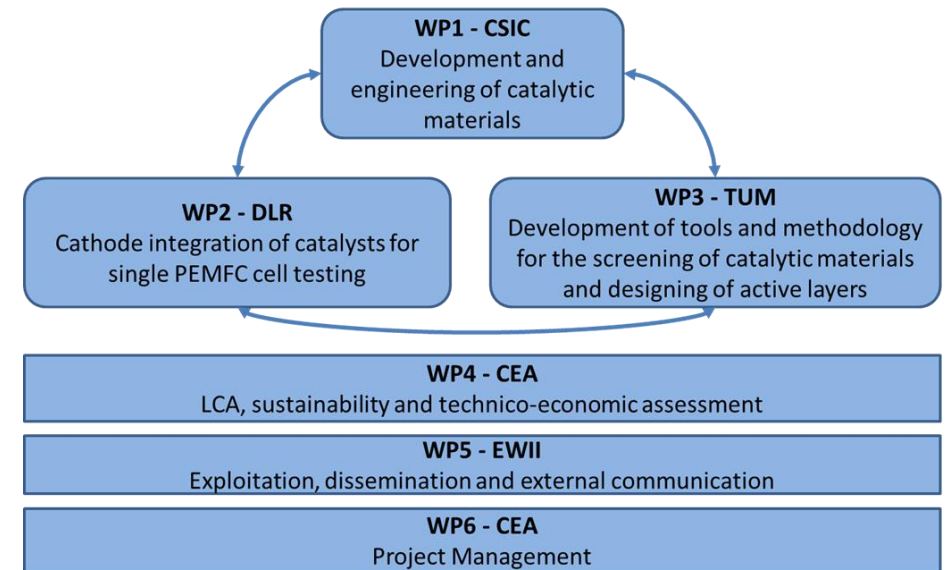 WP1 - CSIC
Development and
engineering of catalytic
materials
WP2 - DLR
Cathode integration of catalysts for
single PEMFC cell testing
WP3 - TUM
Development of tools and methodology
for the screening of catalytic materials
and designing of active layers
WP4 - CEA
LCA, sustainability and technico-economic assessment
WP5 - EWII
Exploitation, dissemination and external communication
WP6 - CEA
Project Management